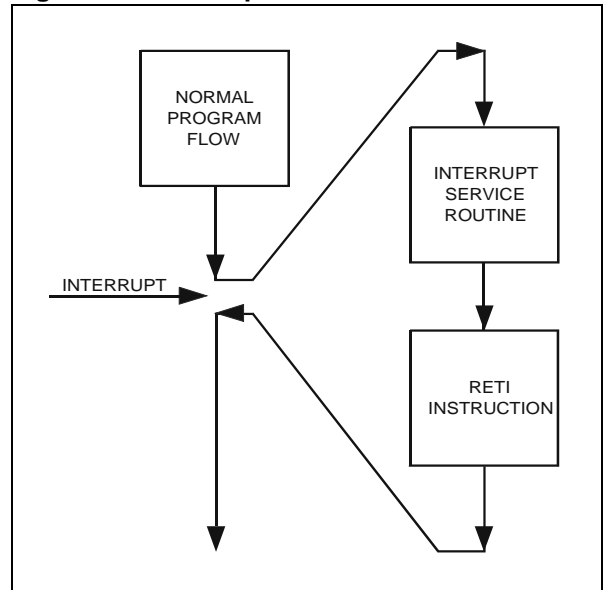 NORMAL
PROGRAM
FLOW
INTERRUPT
SERVICE
ROUTINE
INTERRUPT
RETI
INSTRUCTION